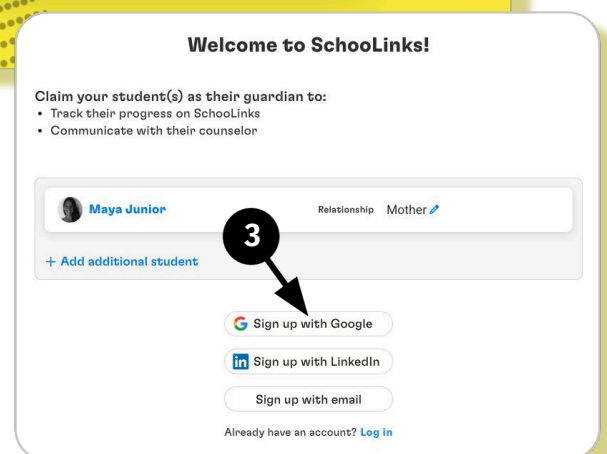 Welcome to SchooLinks!
Claim your student(s) as their guardian to:
• Track their progress on SchooLinks
• Communicate with their counselor
Maya Junior Relationship Mother
+ Add additional student
3
Sign up with Google
in Sign up with LinkedIn
Sign up with email
Already have an account? Log in